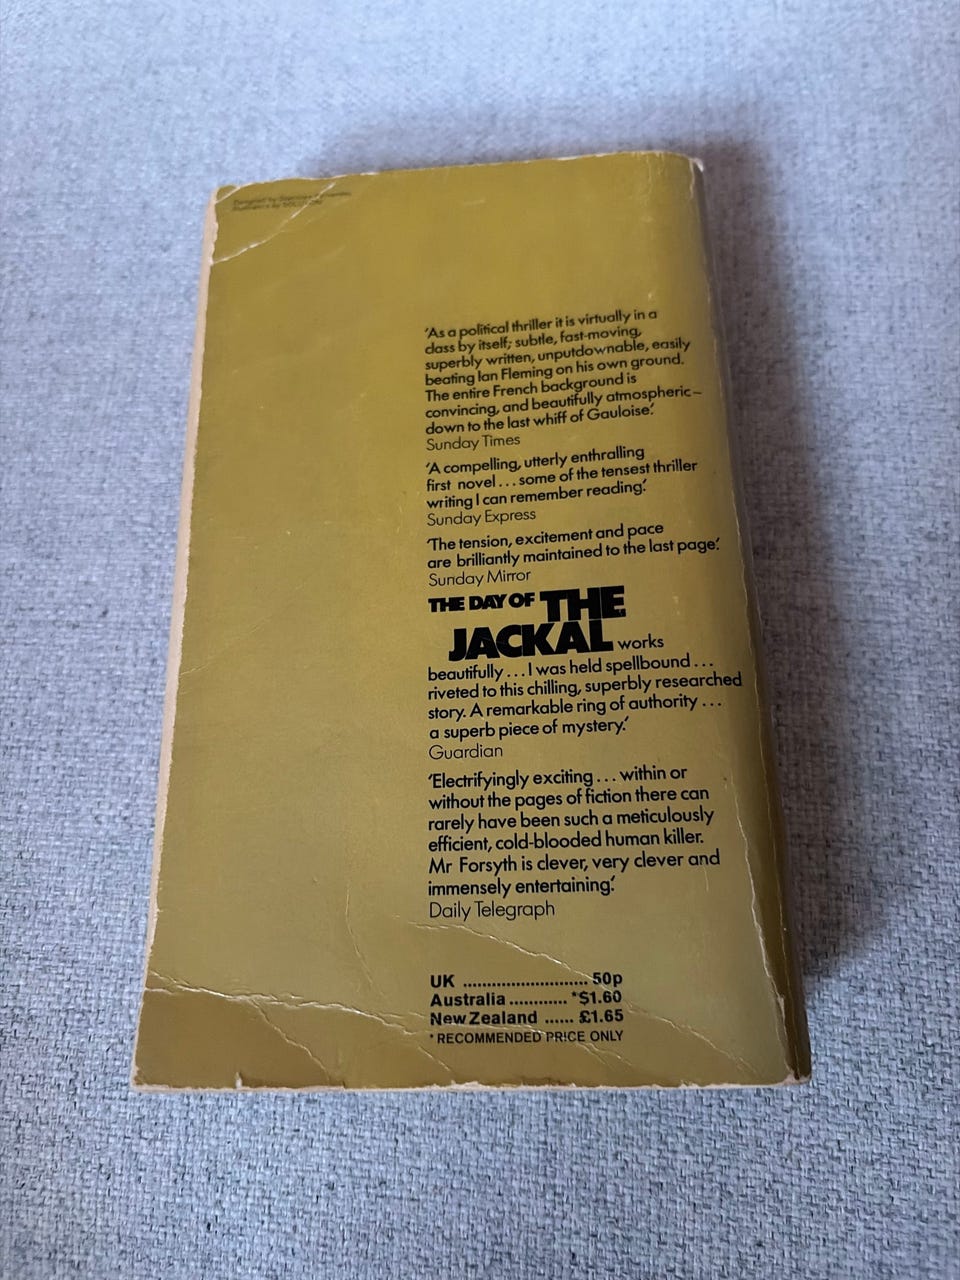 Designed by
Illustrators by SOLUTION
'As a political thriller it is virtually in a
class by itself; subtle, fast-moving,
superbly written, unputdownable, easily
beating Ian Fleming on his own ground.
The entire French background is
convincing, and beautifully atmospheric –
down to the last whiff of Gauloise.'
Sunday Times
'A compelling, utterly enthralling
first novel ... some of the tensest thriller
writing I can remember reading.'
Sunday Express
'The tension, excitement and pace
are brilliantly maintained to the last page.'
Sunday Mirror
THE DAY OF THE
JACKAL works
beautifully ... I was held spellbound ...
riveted to this chilling, superbly researched
story. A remarkable ring of authority ...
a superb piece of mystery.'
Guardian
'Electrifyingly exciting ... within or
without the pages of fiction there can
rarely have been such a meticulously
efficient, cold-blooded human killer.
Mr Forsyth is clever, very clever and
immensely entertaining.'
Daily Telegraph
UK ........................... 50p
Australia ............ *$1.60
New Zealand ...... £1.65
* RECOMMENDED PRICE ONLY